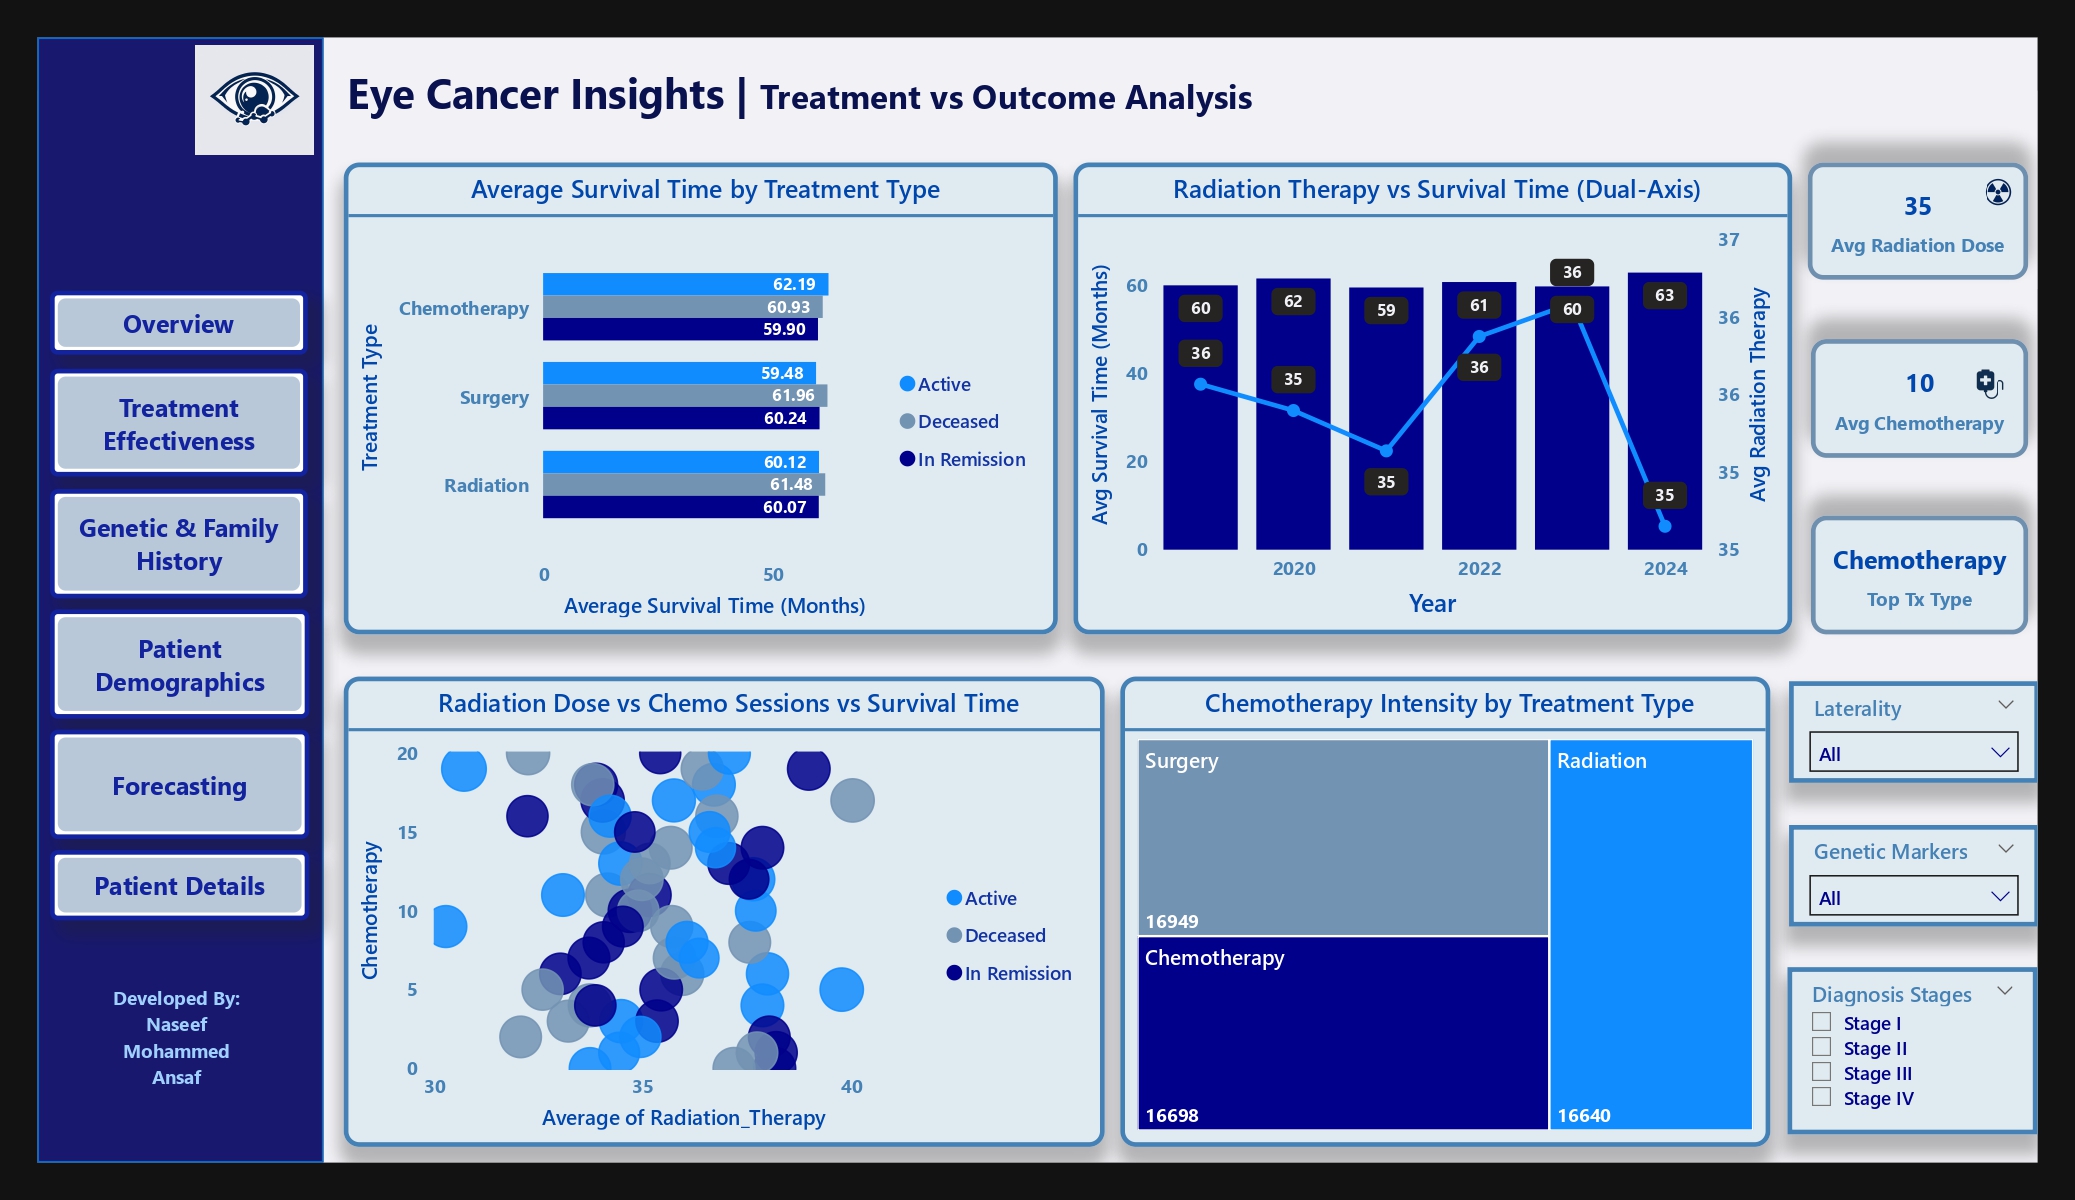 Eye Cancer Insights | Treatment vs Outcome Analysis
Overview
Treatment
Effectiveness
Genetic & Family
History
Patient
Demographics
Forecasting
Patient Details
Developed By:
Naseef
Mohammed
Ansaf
Average Survival Time by Treatment Type
Treatment Type
Chemotherapy
62.19
60.93
59.90
Surgery
59.48
61.96
60.24
Radiation
60.12
61.48
60.07
0 50
Average Survival Time (Months)
Active
Deceased
In Remission
Radiation Therapy vs Survival Time (Dual-Axis)
Avg Survival Time (Months)
60
40
20
0
60 62 59 61 60 63
36 35 35 36 36 35
37
36
36
35
35
Avg Radiation Therapy
2020 2022 2024
Year
35
Avg Radiation Dose
10
Avg Chemotherapy
Chemotherapy
Top Tx Type
Radiation Dose vs Chemo Sessions vs Survival Time
Chemotherapy
20
15
10
5
0
30 35 40
Average of Radiation_Therapy
Active
Deceased
In Remission
Chemotherapy Intensity by Treatment Type
Surgery
16949
Chemotherapy
16698
Radiation
16640
Laterality
All
Genetic Markers
All
Diagnosis Stages
Stage I
Stage II
Stage III
Stage IV